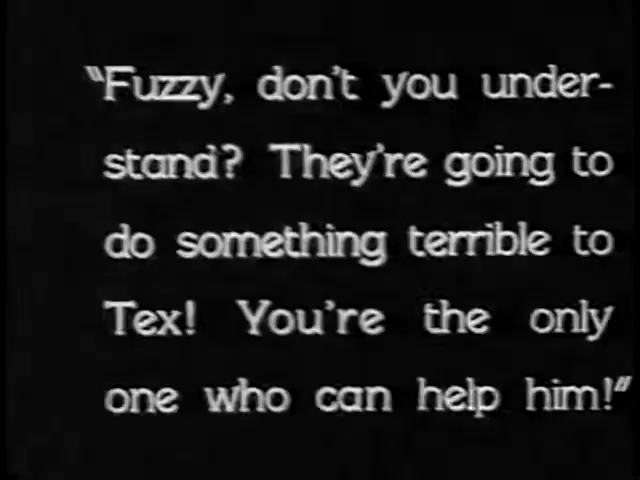 "Fuzzy, don't you under-
stand? They're going to
do something terrible to
Tex! You're the only
one who can help him!"